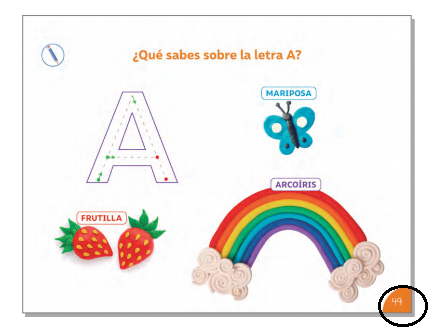 ¿Qué sabes sobre la letra A?
MARIPOSA
A
ARCOÍRIS
FRUTILLA
49